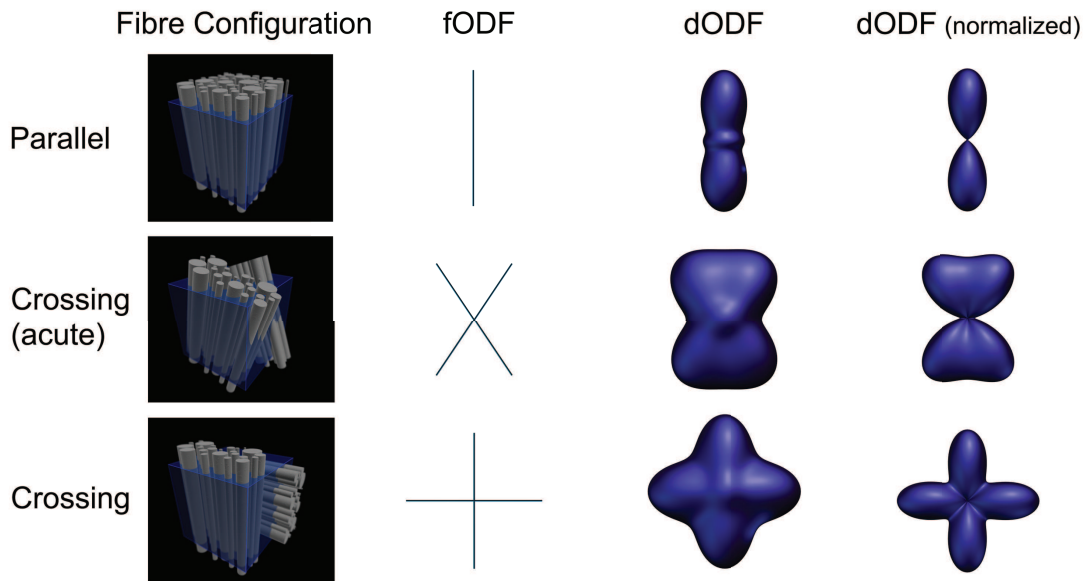 Fibre Configuration fODF dODF dODF (normalized)
Parallel
Crossing
(acute)
Crossing